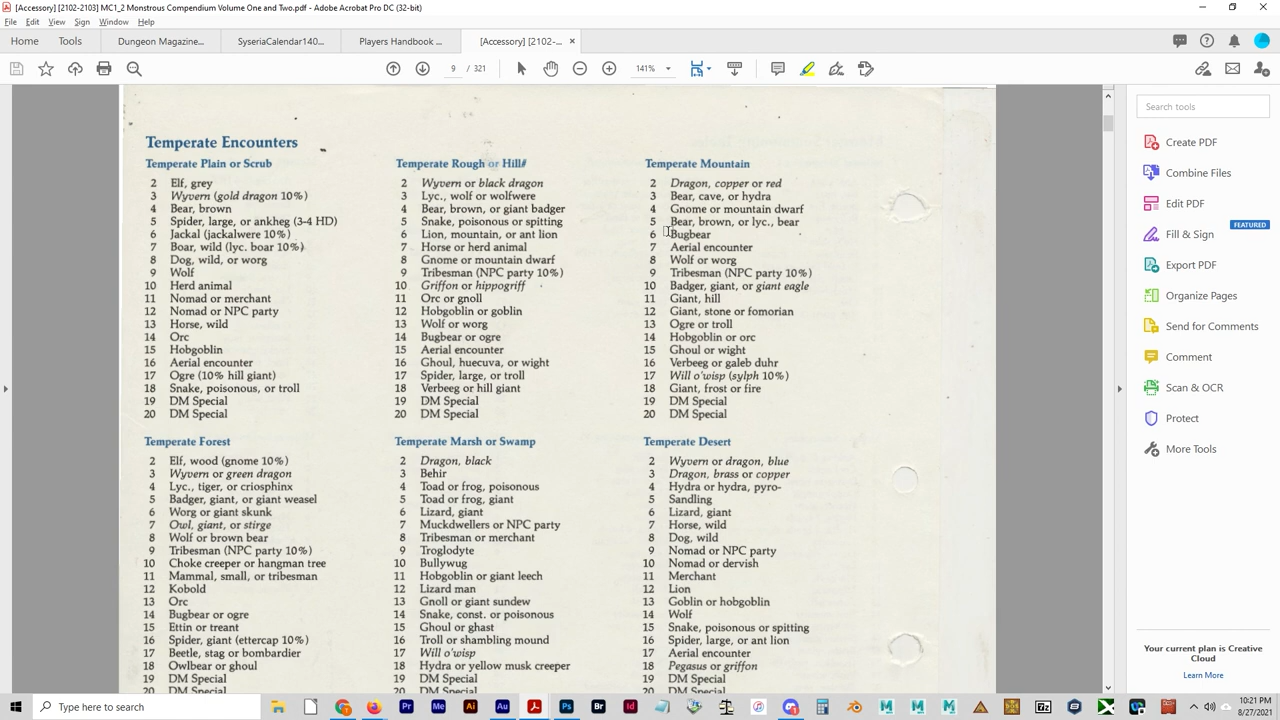 [Accessory] [2102-2103] MC1_2 Monstrous Compendium Volume One and Two.pdf - Adobe Acrobat Pro DC (32-bit)
File Edit View Sign Window Help
Home Tools Dungeon Magazine... SyseriaCalendar140... Players Handbook ... [Accessory] [2102-... ×
9 / 321 141%
Temperate Encounters
Temperate Plain or Scrub
2 Elf, grey
3 Wyvern (gold dragon 10%)
4 Bear, brown
5 Spider, large, or ankheg (3-4 HD)
6 Jackal (jackalwere 10%)
7 Boar, wild (lyc. boar 10%)
8 Dog, wild, or worg
9 Wolf
10 Herd animal
11 Nomad or merchant
12 Nomad or NPC party
13 Horse, wild
14 Orc
15 Hobgoblin
16 Aerial encounter
17 Ogre (10% hill giant)
18 Snake, poisonous, or troll
19 DM Special
20 DM Special
Temperate Rough or Hill#
2 Wyvern or black dragon
3 Lyc., wolf or wolfwere
4 Bear, brown, or giant badger
5 Snake, poisonous or spitting
6 Lion, mountain, or ant lion
7 Horse or herd animal
8 Gnome or mountain dwarf
9 Tribesman (NPC party 10%)
10 Griffon or hippogriff
11 Orc or gnoll
12 Hobgoblin or goblin
13 Wolf or worg
14 Bugbear or ogre
15 Aerial encounter
16 Ghoul, huecuva, or wight
17 Spider, large, or troll
18 Verbeeg or hill giant
19 DM Special
20 DM Special
Temperate Mountain
2 Dragon, copper or red
3 Bear, cave, or hydra
4 Gnome or mountain dwarf
5 Bear, brown, or lyc., bear
6 Bugbear
7 Aerial encounter
8 Wolf or worg
9 Tribesman (NPC party 10%)
10 Badger, giant, or giant eagle
11 Giant, hill
12 Giant, stone or fomorian
13 Ogre or troll
14 Hobgoblin or orc
15 Ghoul or wight
16 Verbeeg or galeb duhr
17 Will o'wisp (sylph 10%)
18 Giant, frost or fire
19 DM Special
20 DM Special
Temperate Forest
2 Elf, wood (gnome 10%)
3 Wyvern or green dragon
4 Lyc., tiger, or criosphinx
5 Badger, giant, or giant weasel
6 Worg or giant skunk
7 Owl, giant, or stirge
8 Wolf or brown bear
9 Tribesman (NPC party 10%)
10 Choke creeper or hangman tree
11 Mammal, small, or tribesman
12 Kobold
13 Orc
14 Bugbear or ogre
15 Ettin or treant
16 Spider, giant (ettercap 10%)
17 Beetle, stag or bombardier
18 Owlbear or ghoul
19 DM Special
20 DM Special
Temperate Marsh or Swamp
2 Dragon, black
3 Behir
4 Toad or frog, poisonous
5 Toad or frog, giant
6 Lizard, giant
7 Muckdwellers or NPC party
8 Tribesman or merchant
9 Troglodyte
10 Bullywug
11 Hobgoblin or giant leech
12 Lizard man
13 Gnoll or giant sundew
14 Snake, const. or poisonous
15 Ghoul or ghast
16 Troll or shambling mound
17 Will o'wisp
18 Hydra or yellow musk creeper
19 DM Special
20 DM Special
Temperate Desert
2 Wyvern or dragon, blue
3 Dragon, brass or copper
4 Hydra or hydra, pyro-
5 Sandling
6 Lizard, giant
7 Horse, wild
8 Dog, wild
9 Nomad or NPC party
10 Nomad or dervish
11 Merchant
12 Lion
13 Goblin or hobgoblin
14 Wolf
15 Snake, poisonous or spitting
16 Spider, large, or ant lion
17 Aerial encounter
18 Pegasus or griffon
19 DM Special
20 DM Special
Search tools
Create PDF
Combine Files
Edit PDF
FEATURED
Fill & Sign
Export PDF
Organize Pages
Send for Comments
Comment
Scan & OCR
Protect
More Tools
Your current plan is Creative
Cloud
Learn More
Type here to search
Pr Me Ai Au Ps Br Id
10:21 PM
8/27/2021